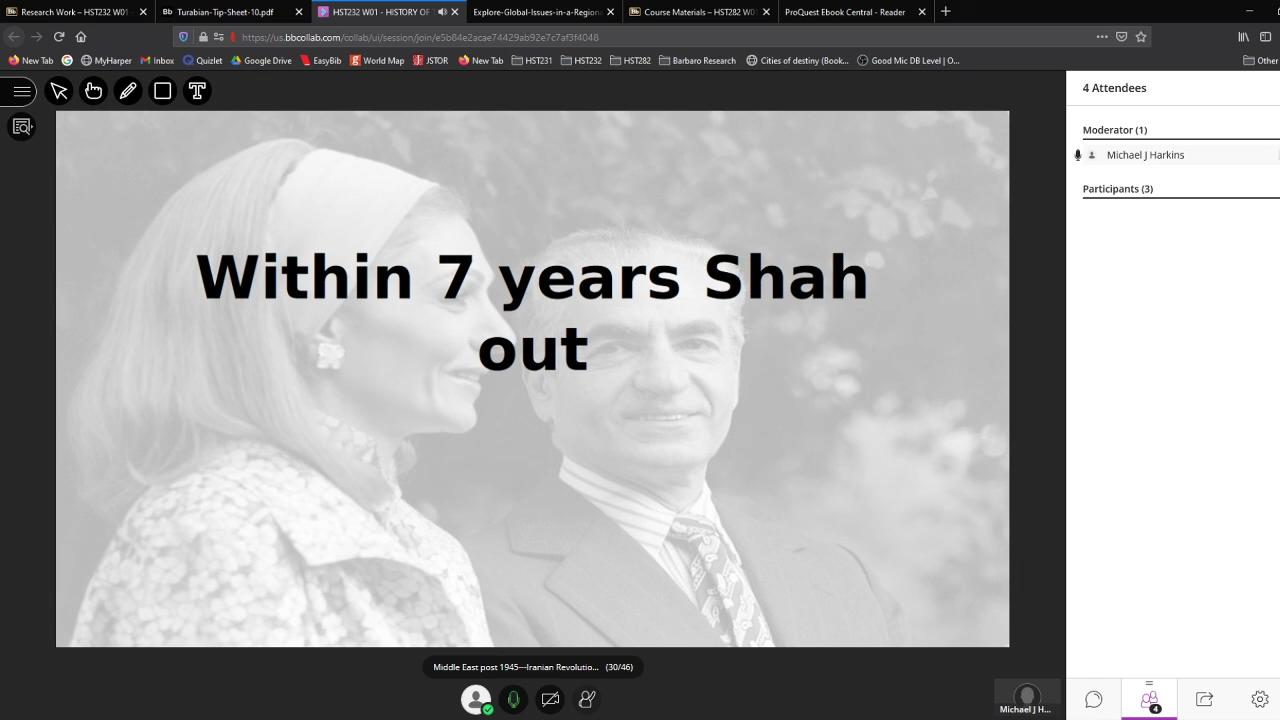 Research Work – HST232 W01
Turabian-Tip-Sheet-10.pdf
HST232 W01 - HISTORY OF
Explore-Global-Issues-in-a-Region
Course Materials – HST282 W0
ProQuest Ebook Central - Reader
https://us.bbcollab.com/collab/ui/session/join/e5b84e2acae74429ab92e7c7af3f4048
New Tab
MyHarper
Inbox
Quizlet
Google Drive
EasyBib
World Map
JSTOR
New Tab
HST231
HST232
HST282
Barbaro Research
Cities of destiny (Book...
Good Mic DB Level | O...
Other
4 Attendees
Moderator (1)
Michael J Harkins
Participants (3)
Within 7 years Shah
out
Middle East post 1945---Iranian Revolutio... (30/46)
Michael J H...
4